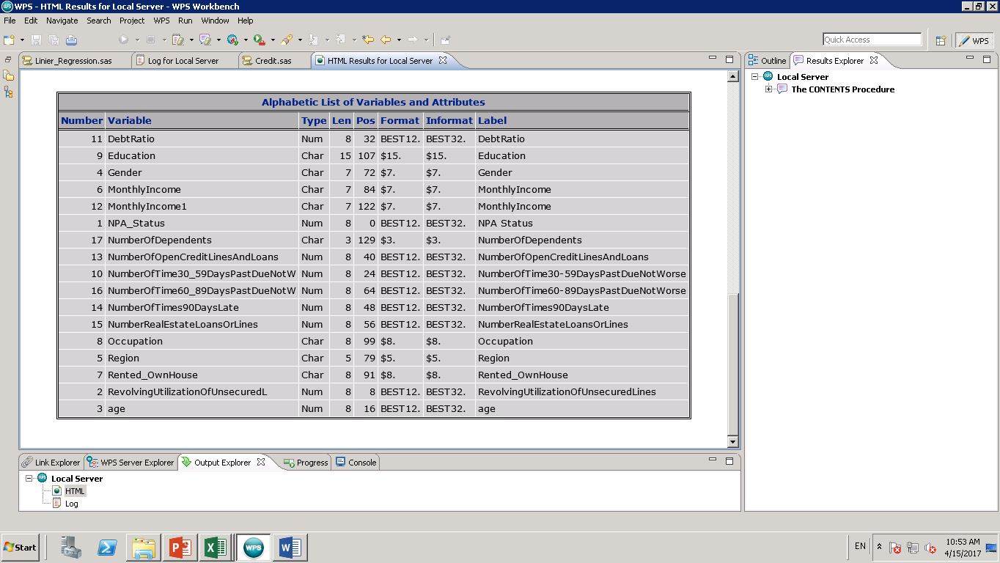 WPS - HTML Results for Local Server - WPS Workbench
File Edit Navigate Search Project WPS Run Window Help
Quick Access
WPS
Linier_Regression.sas Log for Local Server Credit.sas HTML Results for Local Server
Outline Results Explorer
Local Server
The CONTENTS Procedure
Alphabetic List of Variables and Attributes
Number Variable Type Len Pos Format Informat Label
11 DebtRatio Num 8 32 BEST12. BEST32. DebtRatio
9 Education Char 15 107 $15. $15. Education
4 Gender Char 7 72 $7. $7. Gender
6 MonthlyIncome Char 7 84 $7. $7. MonthlyIncome
12 MonthlyIncome1 Char 7 122 $7. $7. MonthlyIncome
1 NPA_Status Num 8 0 BEST12. BEST32. NPA Status
17 NumberOfDependents Char 3 129 $3. $3. NumberOfDependents
13 NumberOfOpenCreditLinesAndLoans Num 8 40 BEST12. BEST32. NumberOfOpenCreditLinesAndLoans
10 NumberOfTime30_59DaysPastDueNotW Num 8 24 BEST12. BEST32. NumberOfTime30-59DaysPastDueNotWorse
16 NumberOfTime60_89DaysPastDueNotW Num 8 64 BEST12. BEST32. NumberOfTime60-89DaysPastDueNotWorse
14 NumberOfTimes90DaysLate Num 8 48 BEST12. BEST32. NumberOfTimes90DaysLate
15 NumberRealEstateLoansOrLines Num 8 56 BEST12. BEST32. NumberRealEstateLoansOrLines
8 Occupation Char 8 99 $8. $8. Occupation
5 Region Char 5 79 $5. $5. Region
7 Rented_OwnHouse Char 8 91 $8. $8. Rented_OwnHouse
2 RevolvingUtilizationOfUnsecuredL Num 8 8 BEST12. BEST32. RevolvingUtilizationOfUnsecuredLines
3 age Num 8 16 BEST12. BEST32. age
Link Explorer WPS Server Explorer Output Explorer Progress Console
Local Server
HTML
Log
Start
WPS
EN
10:53 AM
4/15/2017